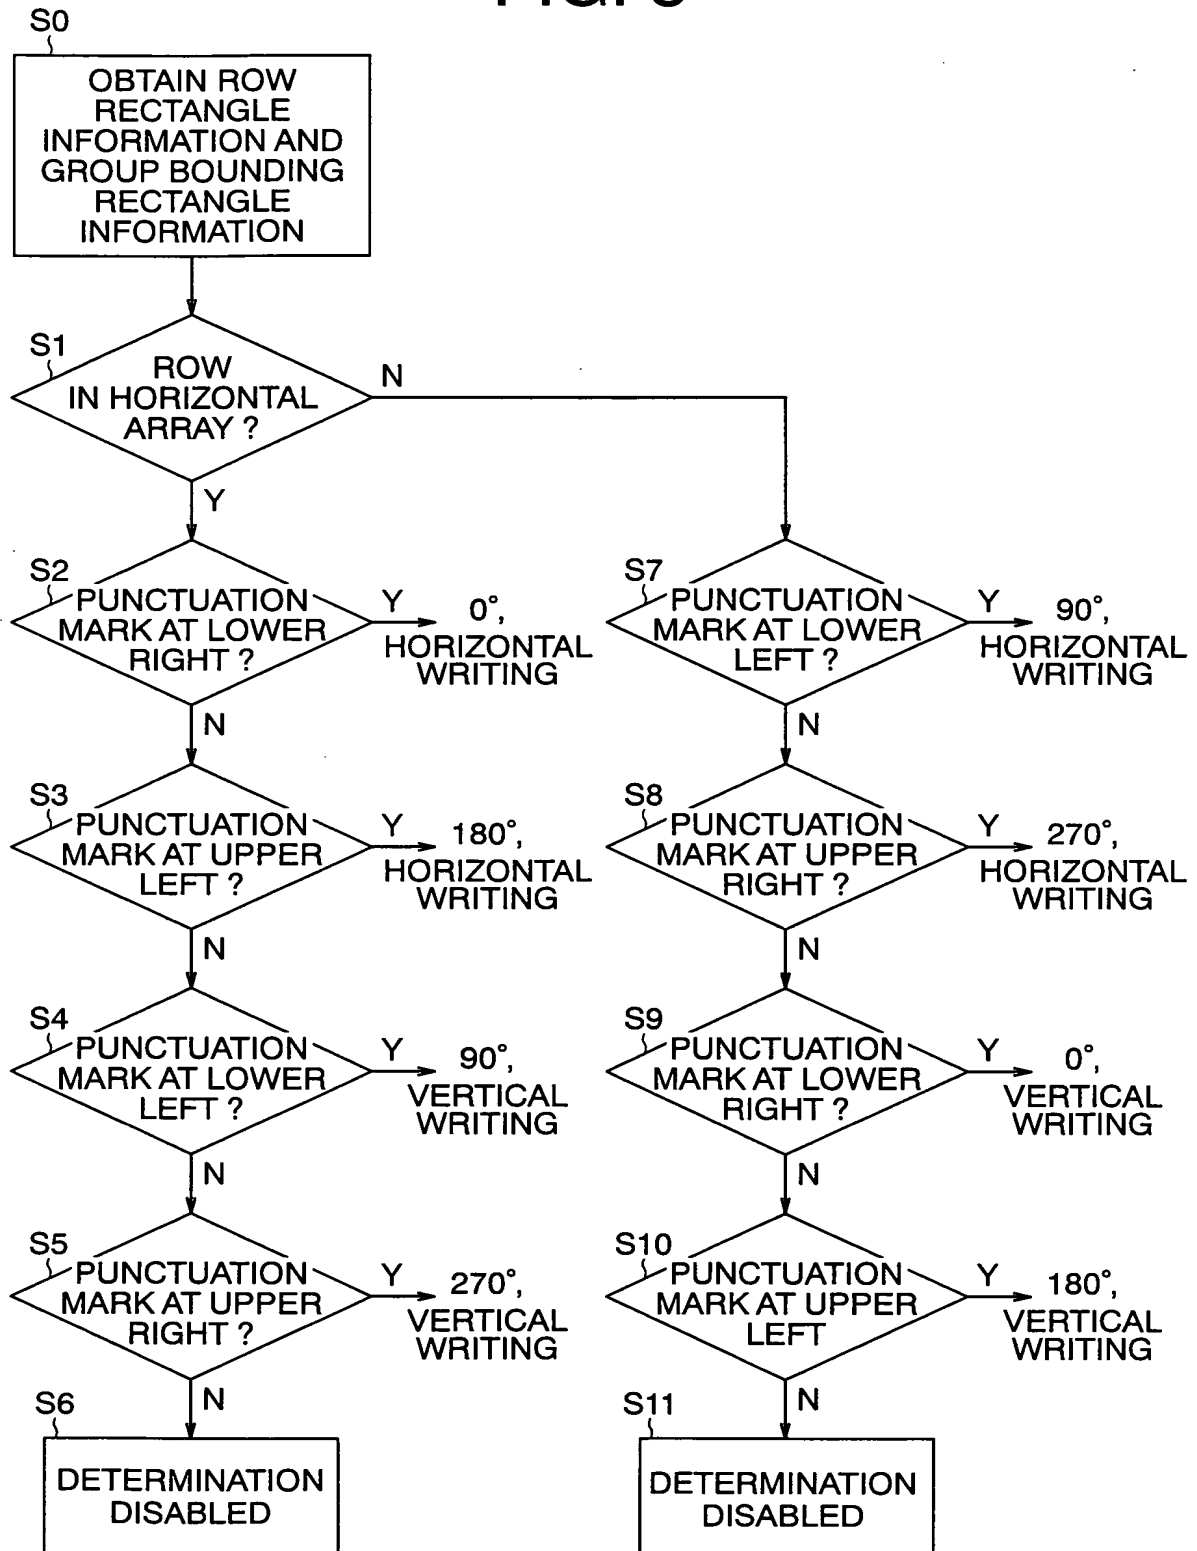 S0
OBTAIN ROW
RECTANGLE
INFORMATION AND
GROUP BOUNDING
RECTANGLE
INFORMATION
S1
ROW
IN HORIZONTAL
ARRAY ?
N
Y
S2
PUNCTUATION
MARK AT LOWER
RIGHT ?
Y
0°,
HORIZONTAL
WRITING
N
S3
PUNCTUATION
MARK AT UPPER
LEFT ?
Y
180°,
HORIZONTAL
WRITING
N
S4
PUNCTUATION
MARK AT LOWER
LEFT ?
Y
90°,
VERTICAL
WRITING
N
S5
PUNCTUATION
MARK AT UPPER
RIGHT ?
Y
270°,
VERTICAL
WRITING
N
S6
DETERMINATION
DISABLED
S7
PUNCTUATION
MARK AT LOWER
LEFT ?
Y
90°,
HORIZONTAL
WRITING
N
S8
PUNCTUATION
MARK AT UPPER
RIGHT ?
Y
270°,
HORIZONTAL
WRITING
N
S9
PUNCTUATION
MARK AT LOWER
RIGHT ?
Y
0°,
VERTICAL
WRITING
N
S10
PUNCTUATION
MARK AT UPPER
LEFT
Y
180°,
VERTICAL
WRITING
N
S11
DETERMINATION
DISABLED